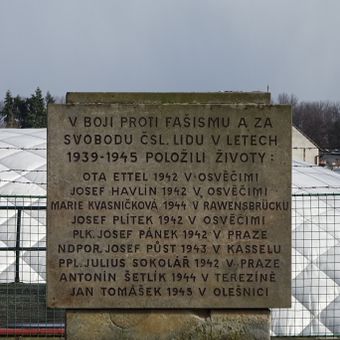 V BOJI PROTI FAŠISMU A ZA
SVOBODU ČSL. LIDU V LETECH
1939-1945 POLOŽILI ŽIVOTY:
OTA ETTEL 1942 V OSVĚČIMI
JOSEF HAVLÍN 1942 V OSVĚČIMI
MARIE KVASNIČKOVÁ 1944 V RAWENSBRÜCKU
JOSEF PLÍTEK 1942 V OSVĚČIMI
PLK. JOSEF PÁNEK 1942 V PRAZE
NDPOR. JOSEF PŮST 1943 V KASSELU
PPL. JULIUS SOKOLÁŘ 1942 V PRAZE
ANTONÍN ŠETLÍK 1944 V TEREZÍNĚ
JAN TOMÁŠEK 1945 V OLEŠNICI